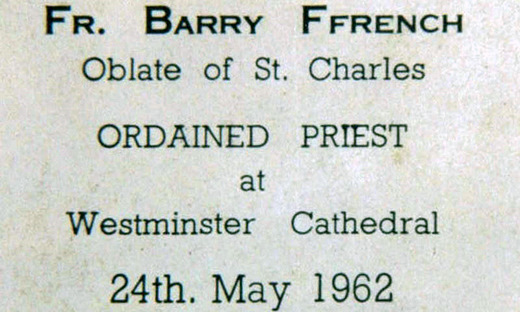 FR. BARRY FFRENCH
Oblate of St. Charles
ORDAINED PRIEST
at
Westminster Cathedral
24th. May 1962